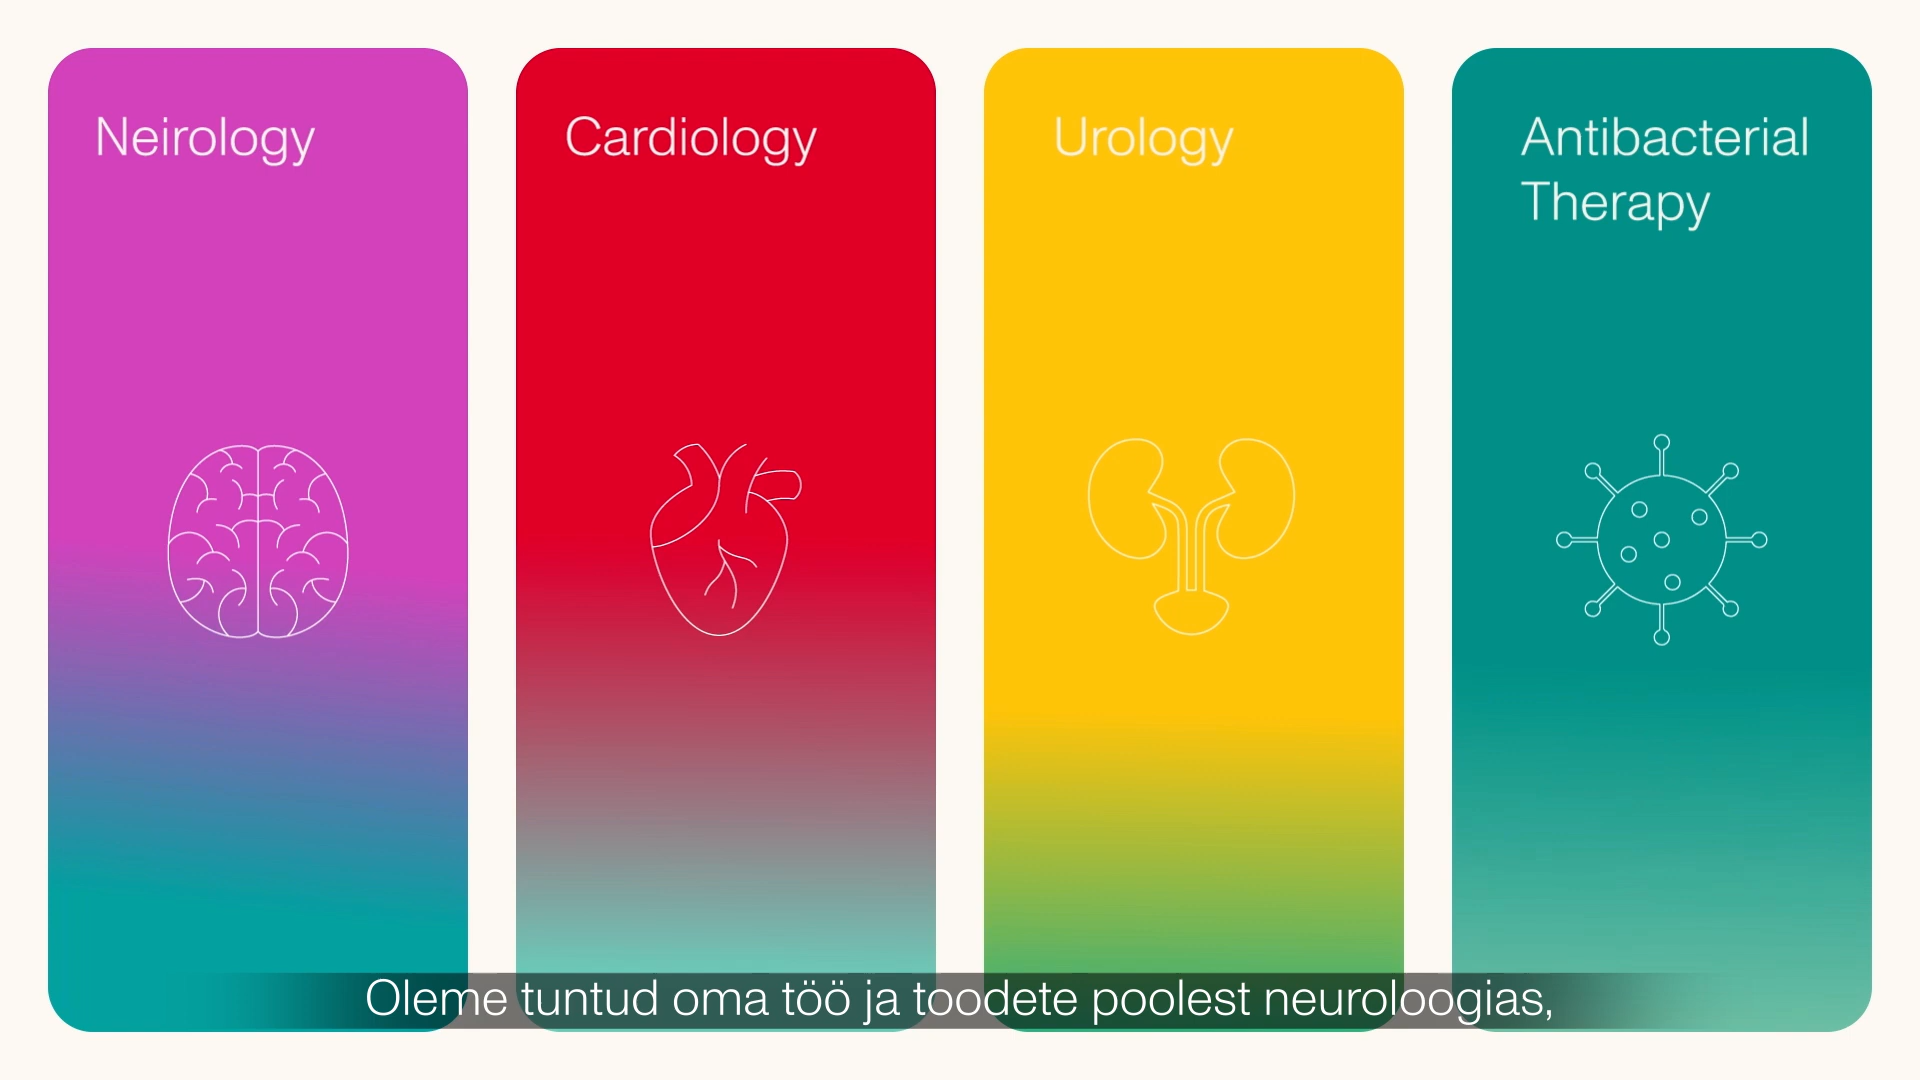 Neirology
Cardiology
Urology
Antibacterial
Therapy
Oleme tuntud oma töö ja toodete poolest neuroloogias,